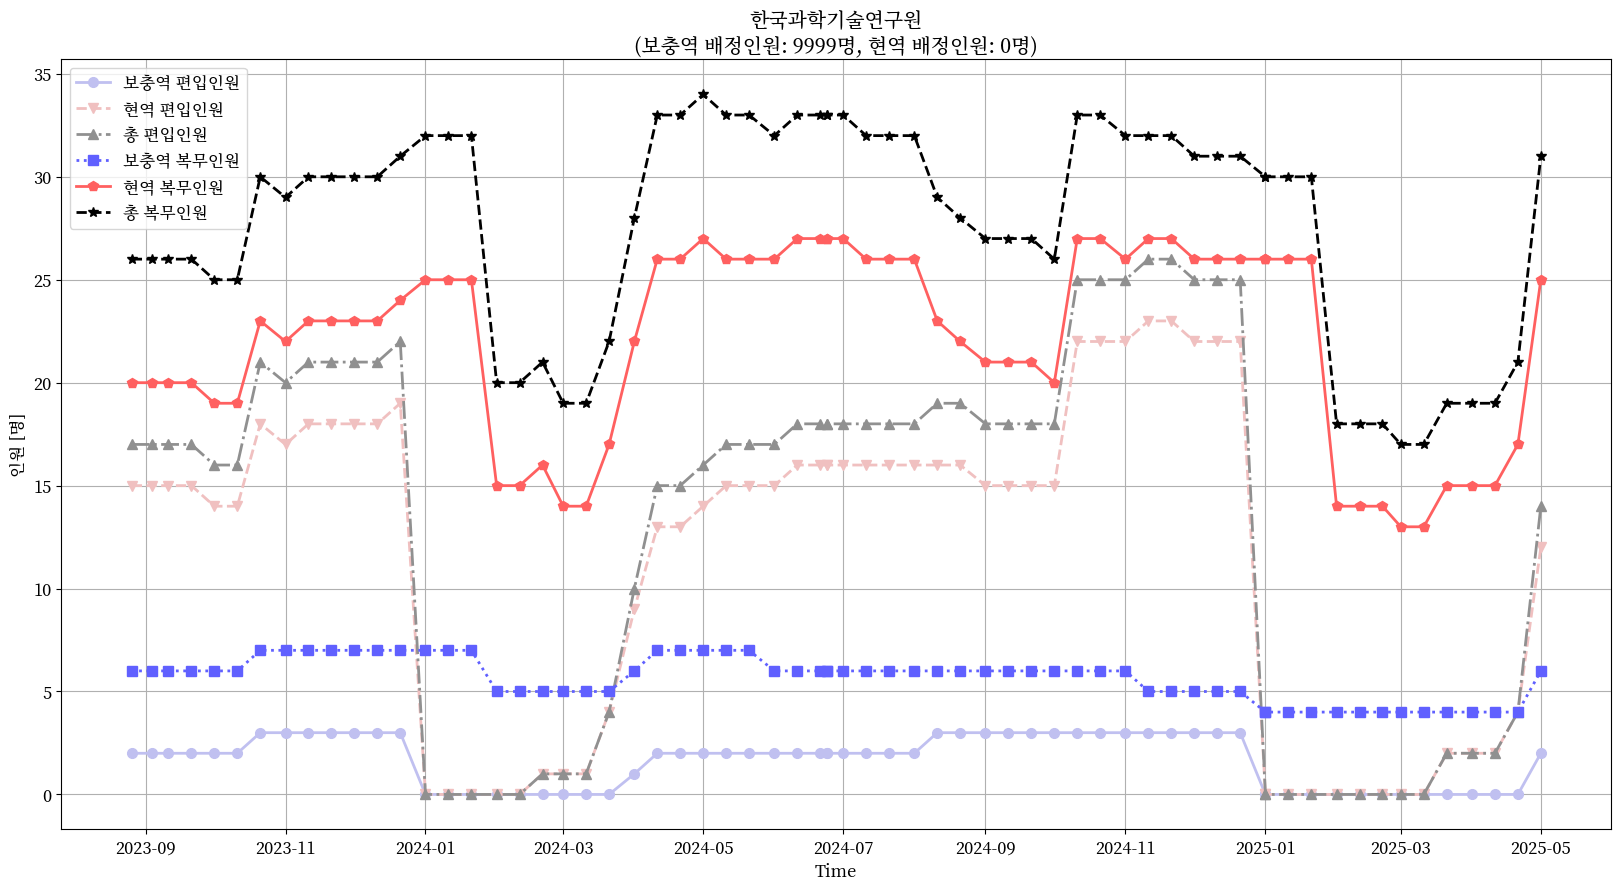 한국과학기술연구원
(보충역 배정인원: 9999명, 현역 배정인원: 0명)
보충역 편입인원
현역 편입인원
총 편입인원
보충역 복무인원
현역 복무인원
총 복무인원
35
30
25
20
15
10
5
0
인원 [명]
2023-09 2023-11 2024-01 2024-03 2024-05 2024-07 2024-09 2024-11 2025-01 2025-03 2025-05
Time